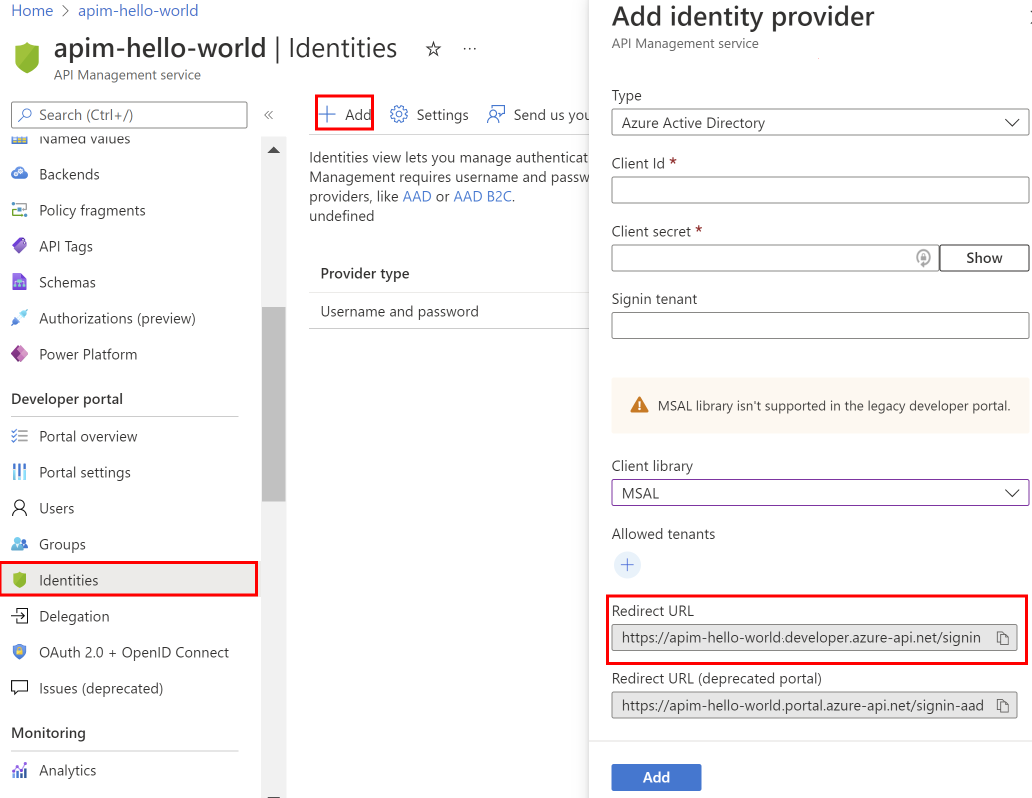 Home > apim-hello-world
apim-hello-world | Identities
API Management service
Search (Ctrl+/)
Named values
Backends
Policy fragments
API Tags
Schemas
Authorizations (preview)
Power Platform
Developer portal
Portal overview
Portal settings
Users
Groups
Identities
Delegation
OAuth 2.0 + OpenID Connect
Issues (deprecated)
Monitoring
Analytics
Add Settings Send us you
Identities view lets you manage authenticat
Management requires username and passw
providers, like AAD or AAD B2C.
undefined
Provider type
Username and password
Add identity provider
API Management service
Type
Azure Active Directory
Client Id *
Client secret *
Show
Signin tenant
MSAL library isn't supported in the legacy developer portal.
Client library
MSAL
Allowed tenants
Redirect URL
https://apim-hello-world.developer.azure-api.net/signin
Redirect URL (deprecated portal)
https://apim-hello-world.portal.azure-api.net/signin-aad
Add